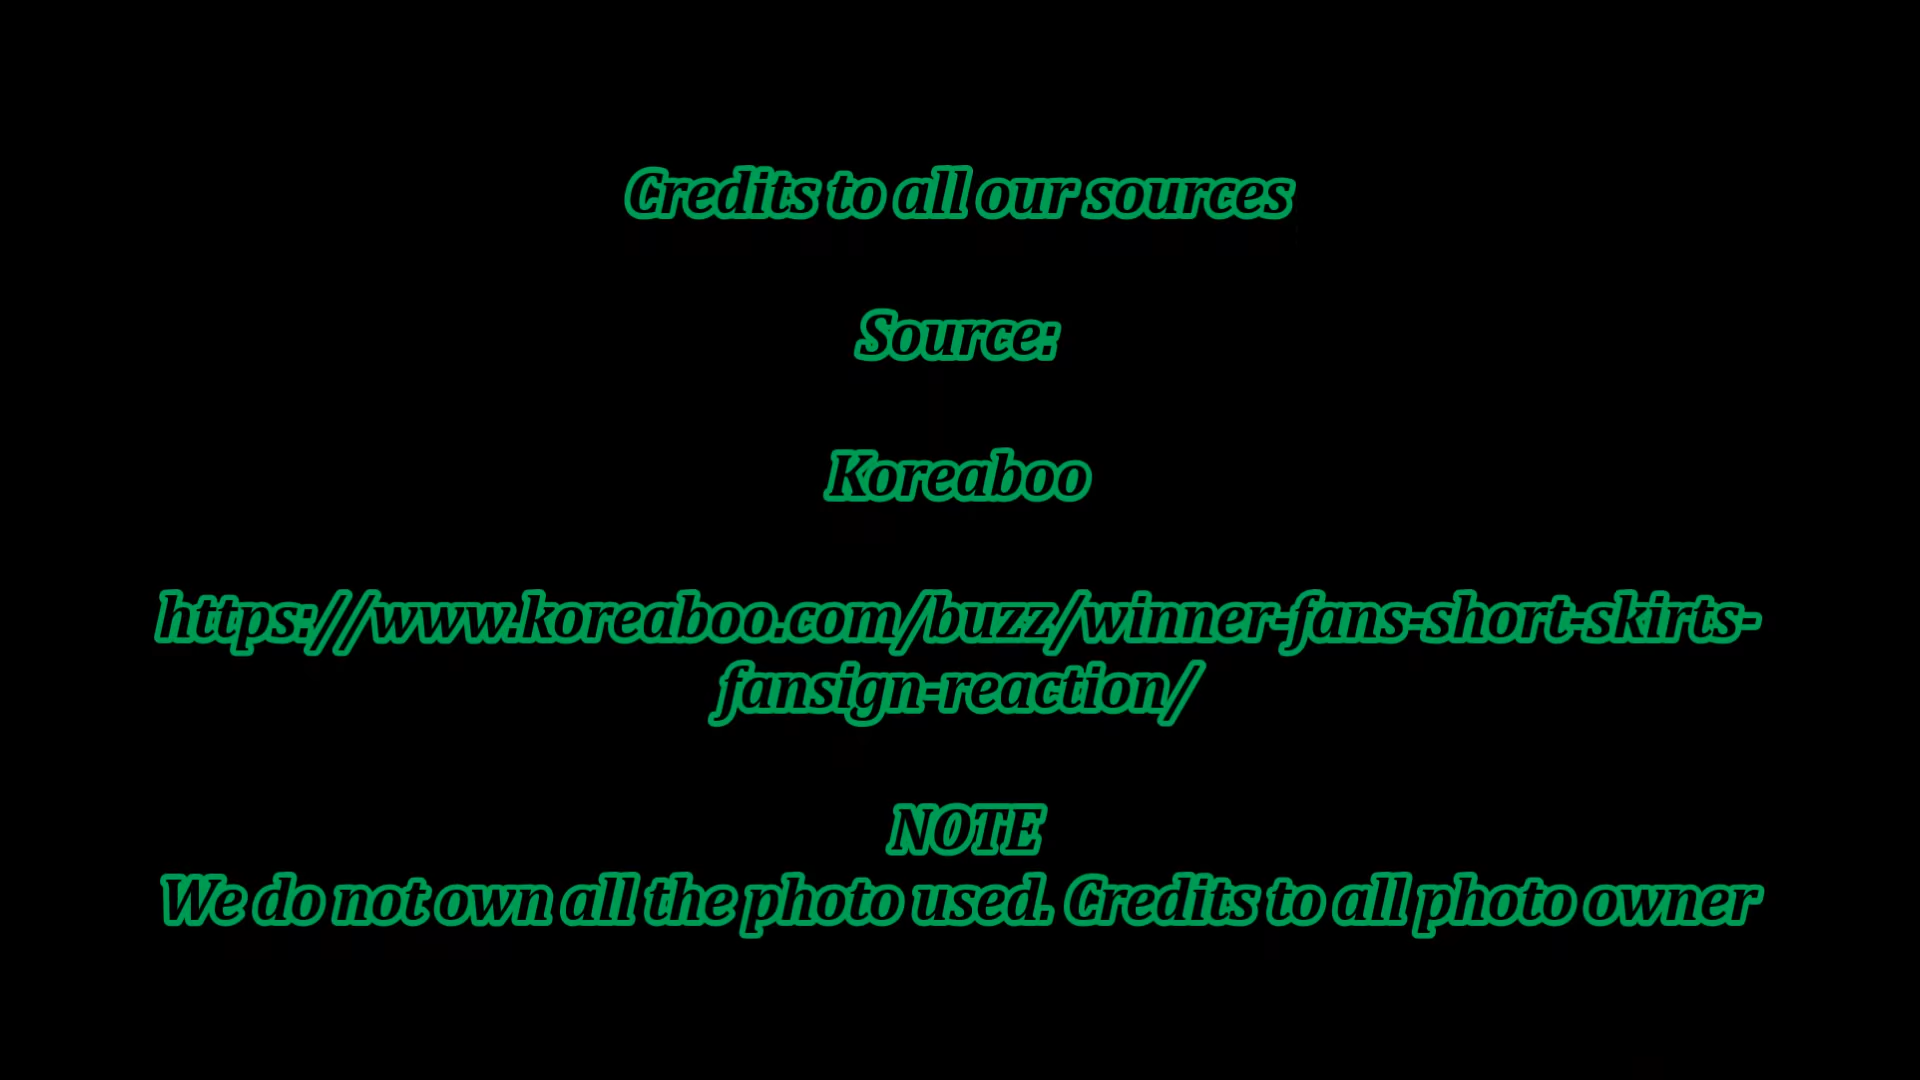 Credits to all our sources
Source:
Koreaboo
https://www.koreaboo.com/buzz/winner-fans-short-skirts-
fansign-reaction/
NOTE
We do not own all the photo used. Credits to all photo owner